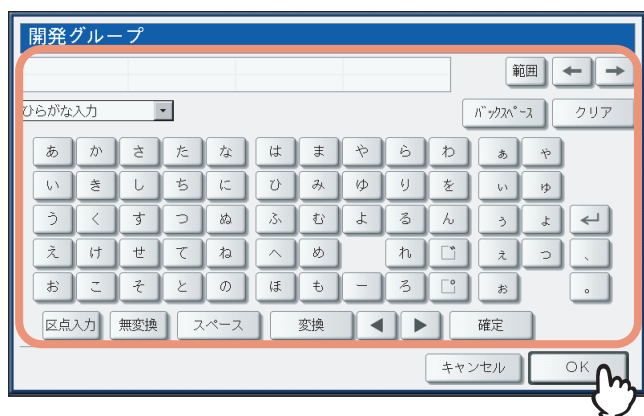 開発グループ
範囲 ← →
ひらがな入力 バックスペース クリア
あ か さ た な は ま や ら わ ぁ ゃ
い き し ち に ひ み ゆ り を ぃ ゅ
う く す つ ぬ ふ む よ る ん ぅ ょ ↵
え け せ て ね へ め れ ゛ ぇ っ 、
お こ そ と の ほ も ー ろ ゜ ぉ 。
区点入力 無変換 スペース 変換 ◀ ▶ 確定
キャンセル OK